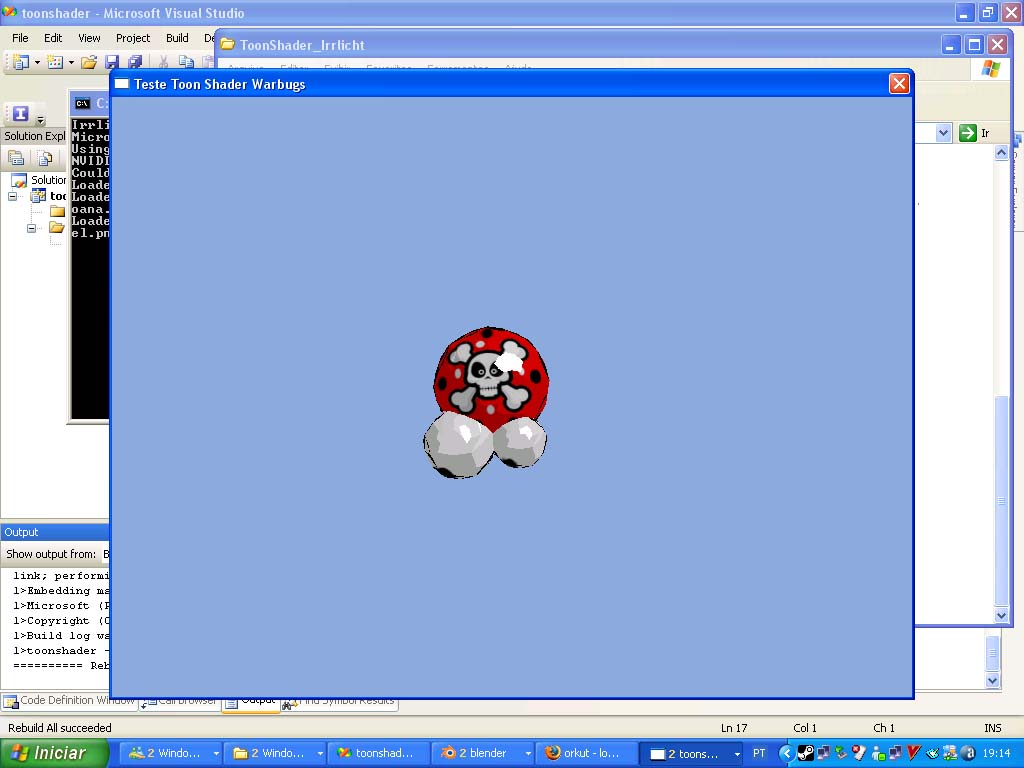 toonshader - Microsoft Visual Studio
File Edit View Project Build
ToonShader_Irrlicht
Teste Toon Shader Warbugs
C:
Ir
Solution Expl
Irrli
Micro
Using
NVIDI
Could
Loade
Loade
oana.
Loade
el.pn
Solution
too
Output
Show output from: B
link; performi
1>Embedding ma
1>Microsoft (R
1>Copyright (C
1>Build log wa
1>toonshader -
========== Reb
Code Definition Window Call Browser Output Find Symbol Results
Rebuild All succeeded Ln 17 Col 1 Ch 1 INS
Iniciar 2 Windo... 2 Windo... toonshad... 2 blender orkut - lo... 2 toons... PT 19:14